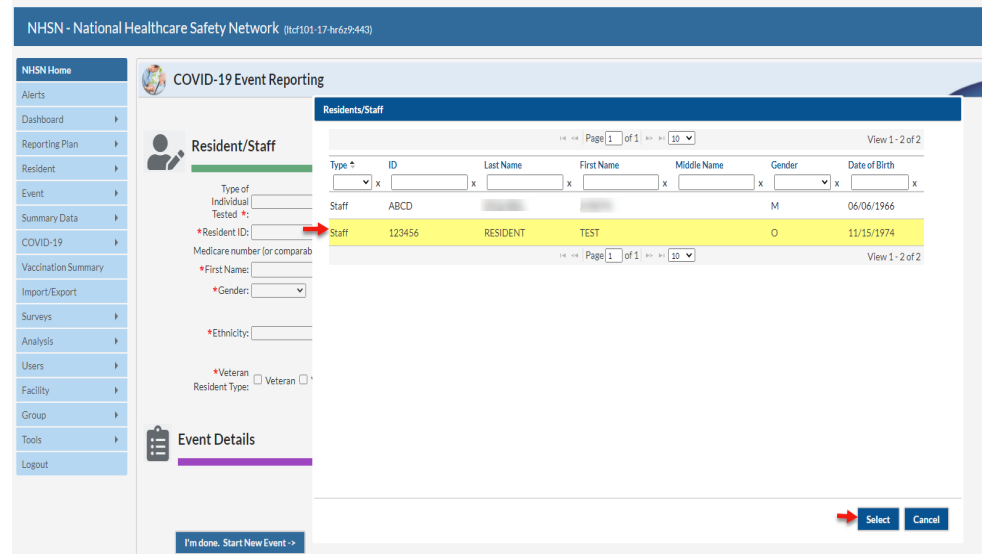 NHSN - National Healthcare Safety Network (ltcf101-17-hr6z9:443)
NHSN Home
Alerts
Dashboard
Reporting Plan
Resident
Event
Summary Data
COVID-19
Vaccination Summary
Import/Export
Surveys
Analysis
Users
Facility
Group
Tools
Logout
COVID-19 Event Reporting
Resident/Staff
Type of
Individual
Tested *:
*Resident ID:
Medicare number (or comparab
*First Name:
*Gender:
*Ethnicity:
*Veteran
Resident Type: Veteran
Event Details
I'm done. Start New Event ->
Residents/Staff
Page 1 of 1 10 View 1 - 2 of 2
Type ID Last Name First Name Middle Name Gender Date of Birth
x x x x x x x
Staff ABCD M 06/06/1966
Staff 123456 RESIDENT TEST O 11/15/1974
Page 1 of 1 10 View 1 - 2 of 2
Select Cancel